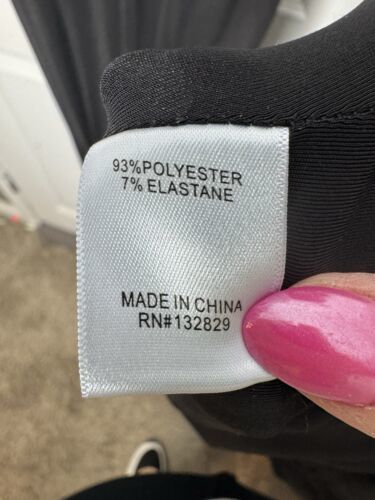 93%POLYESTER
7% ELASTANE
MADE IN CHINA
RN#132829